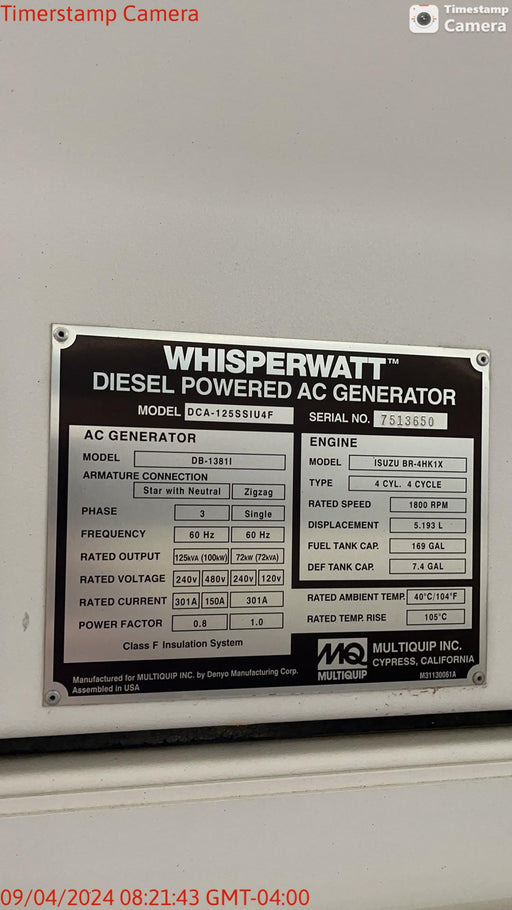 Timerstamp Camera
Timestamp
Camera
WHISPERWATT™
DIESEL POWERED AC GENERATOR
MODEL DCA-125SSIU4F
SERIAL NO. 7513650
AC GENERATOR
MODEL DB-1381I
ARMATURE CONNECTION
Star with Neutral Zigzag
PHASE 3 Single
FREQUENCY 60 Hz 60 Hz
RATED OUTPUT 125kVA (100kW) 72kW (72kVA)
RATED VOLTAGE 240v 480v 240v 120v
RATED CURRENT 301A 150A 301A
POWER FACTOR 0.8 1.0
Class F Insulation System
ENGINE
MODEL ISUZU BR-4HK1X
TYPE 4 CYL. 4 CYCLE
RATED SPEED 1800 RPM
DISPLACEMENT 5.193 L
FUEL TANK CAP. 169 GAL
DEF TANK CAP. 7.4 GAL
RATED AMBIENT TEMP. 40°C/104°F
RATED TEMP. RISE 105°C
Manufactured for MULTIQUIP INC. by Denyo Manufacturing Corp.
Assembled in USA
MQ
MULTIQUIP
MULTIQUIP INC.
CYPRESS, CALIFORNIA
M31130061A
09/04/2024 08:21:43 GMT-04:00